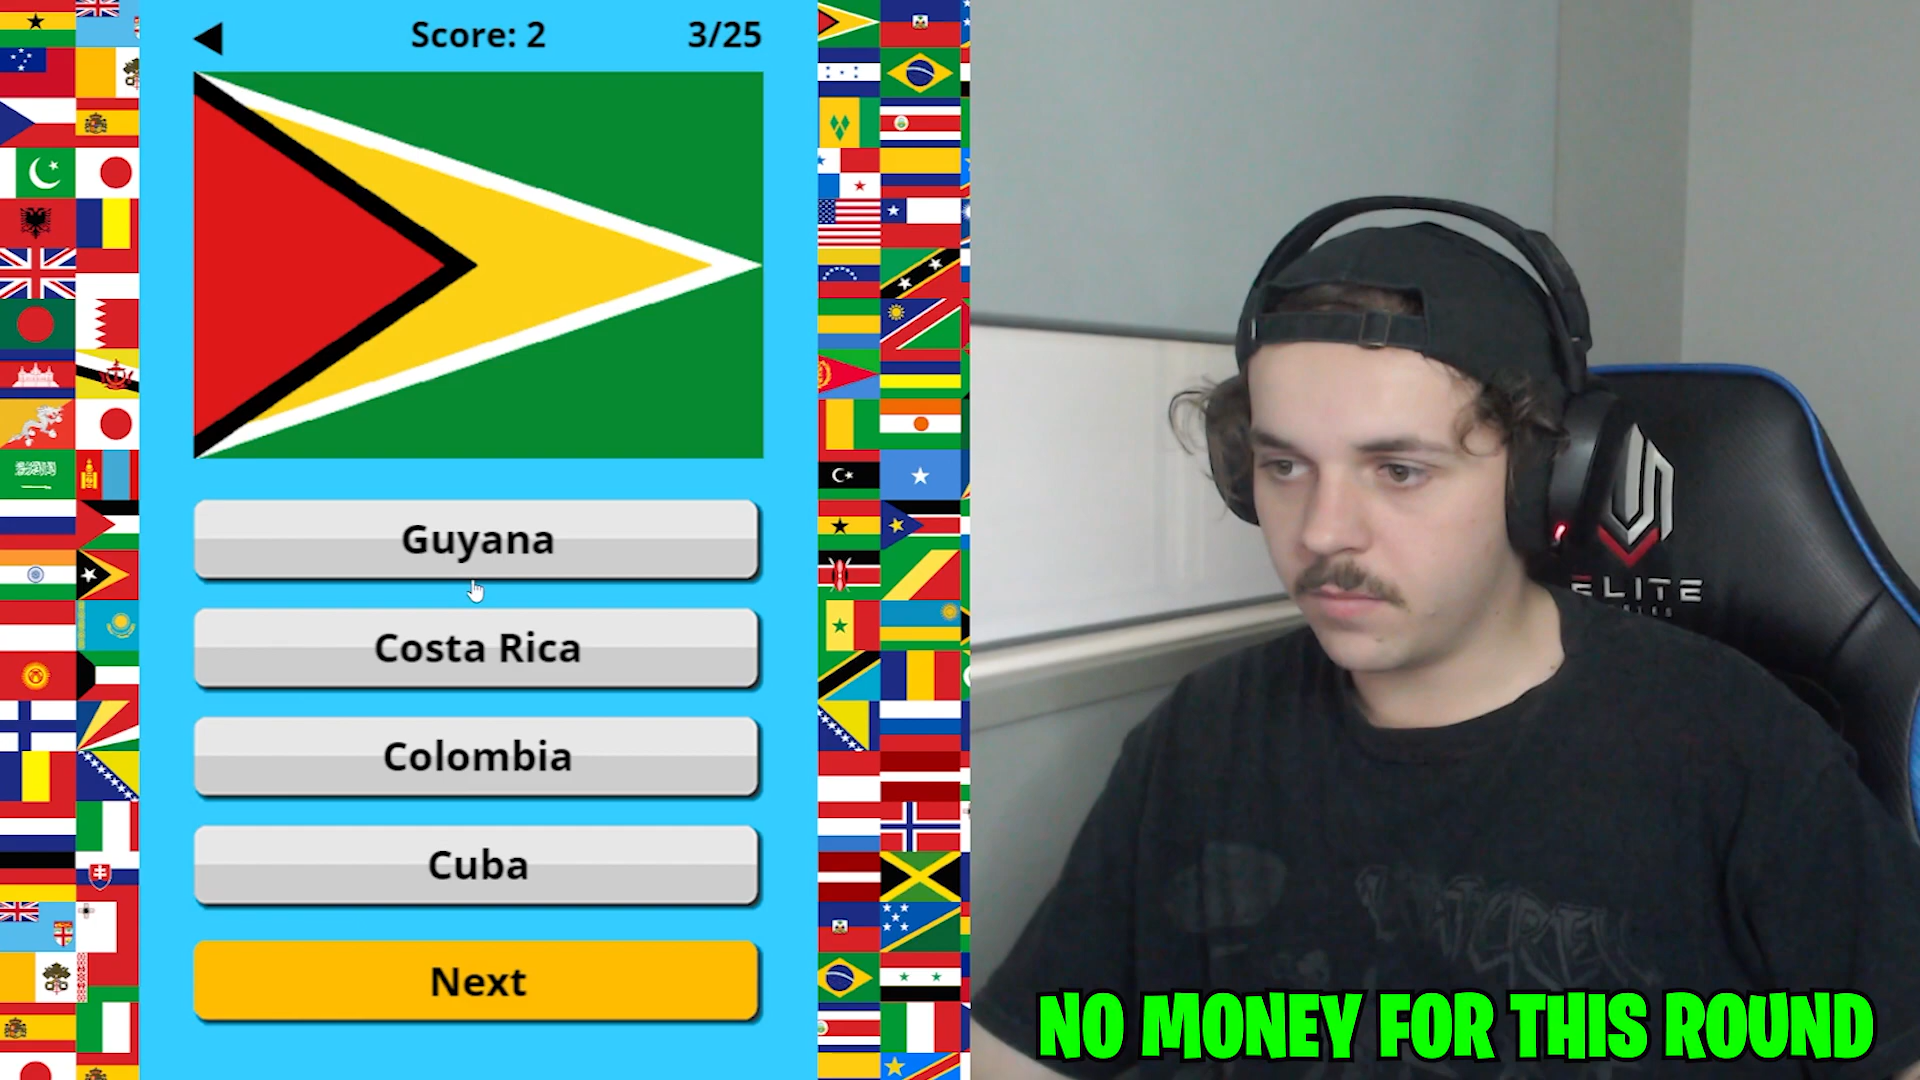 Score: 2
3/25
Guyana
Costa Rica
Colombia
Cuba
Next
ELITE
NO MONEY FOR THIS ROUND